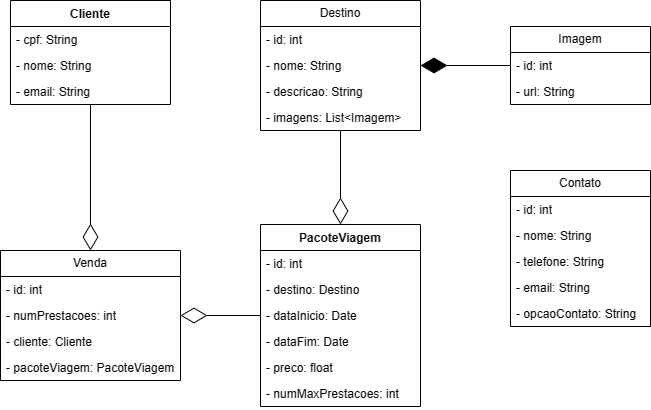 Cliente
- cpf: String
- nome: String
- email: String
Destino
- id: int
- nome: String
- descricao: String
- imagens: List<Imagem>
Imagem
- id: int
- url: String
Contato
- id: int
- nome: String
- telefone: String
- email: String
- opcaoContato: String
Venda
- id: int
- numPrestacoes: int
- cliente: Cliente
- pacoteViagem: PacoteViagem
PacoteViagem
- id: int
- destino: Destino
- dataInicio: Date
- dataFim: Date
- preco: float
- numMaxPrestacoes: int